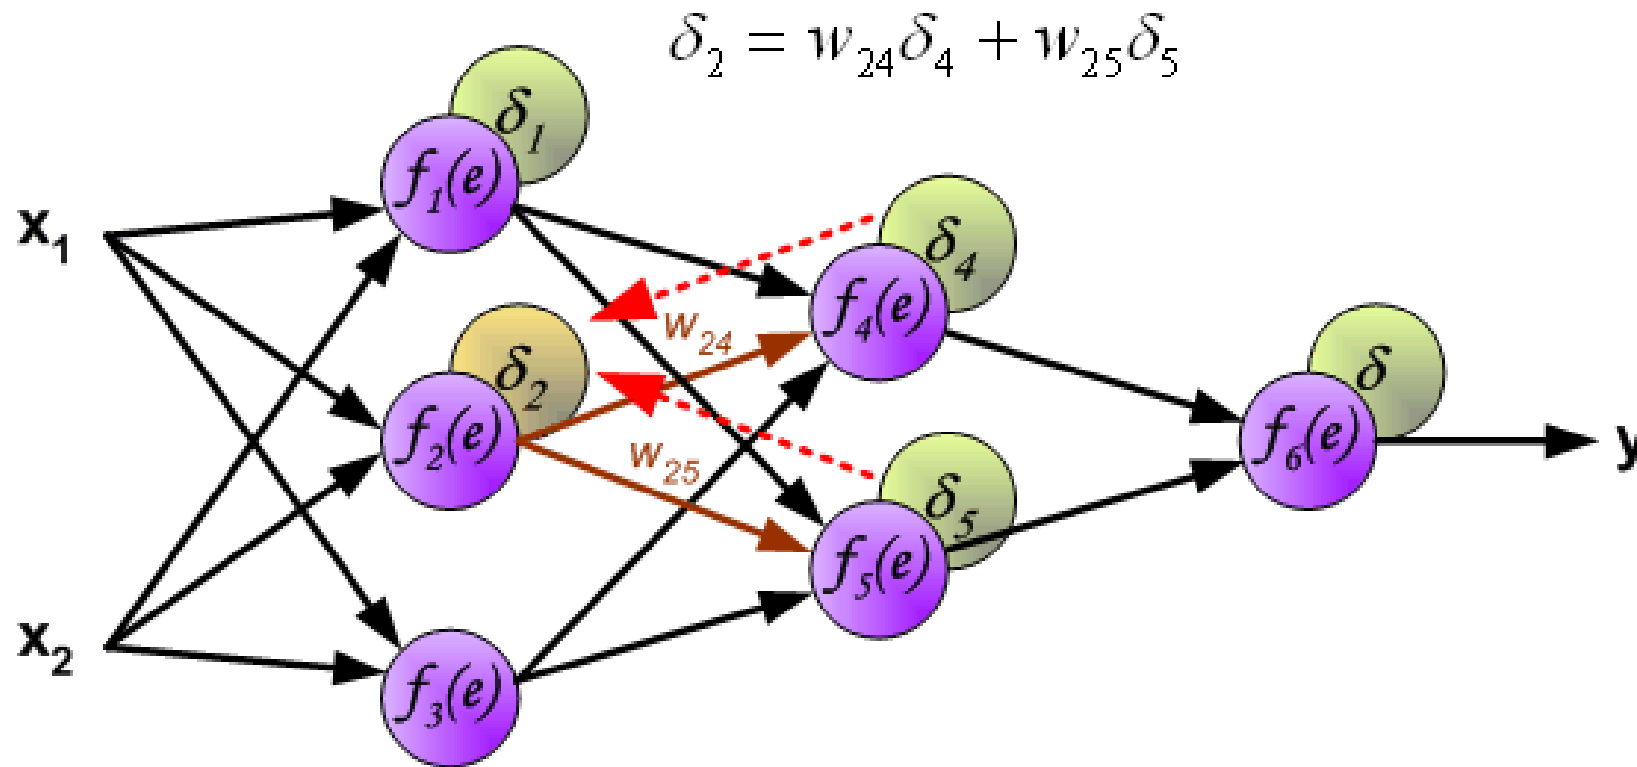 δ₂ = w₂₄δ₄ + w₂₅δ₅
δ₁
f₁(e)
x₁
δ₄
f₄(e)
w₂₄
δ₂
f₂(e)
δ
f₆(e)
y
w₂₅
δ₅
f₅(e)
x₂
f₃(e)